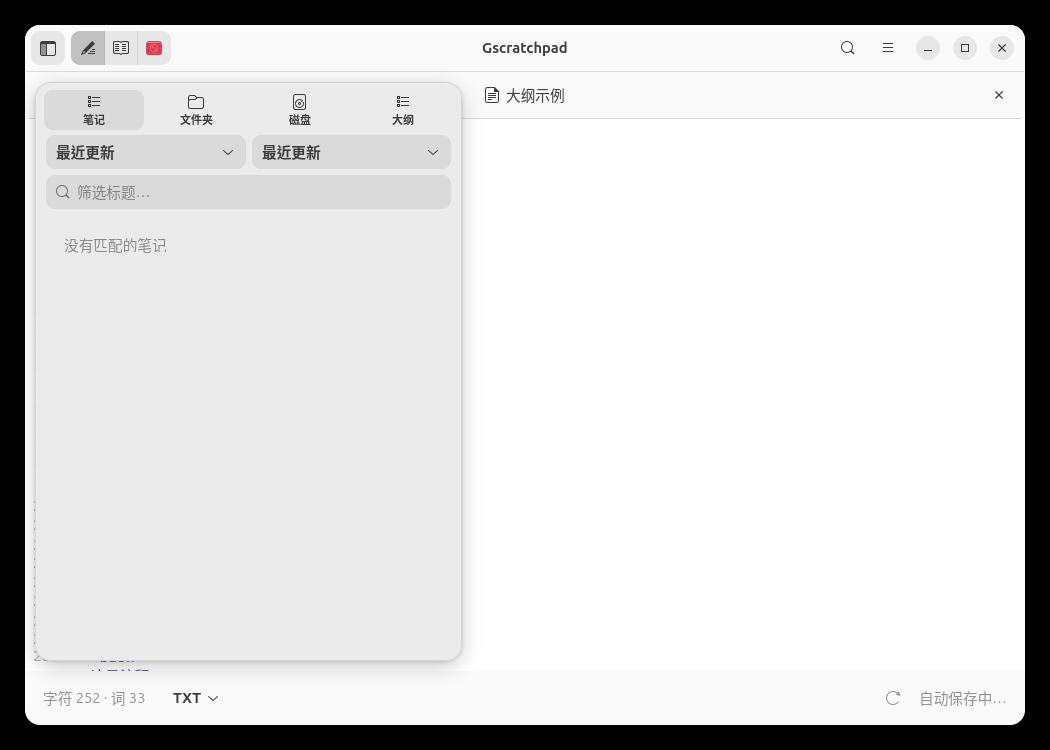 Gscratchpad
大纲示例
笔记 文件夹 磁盘 大纲
最近更新 最近更新
筛选标题…
没有匹配的笔记
字符 252 · 词 33 TXT 自动保存中…